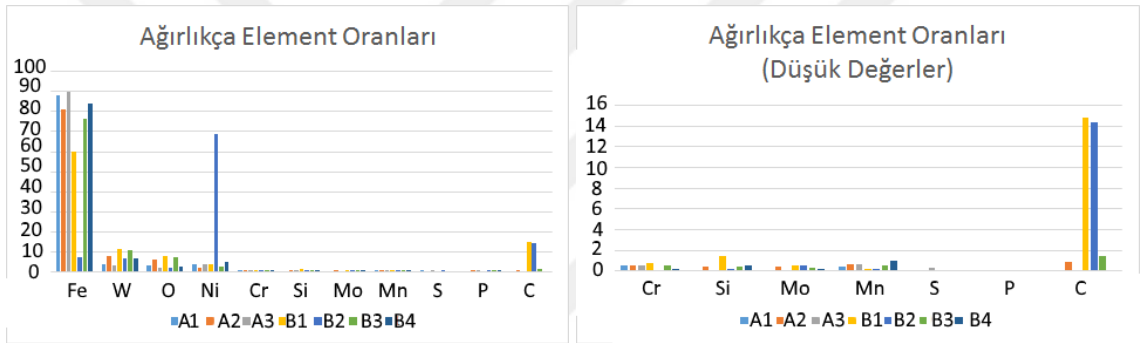 Ağırlıkça Element Oranları
100
90
80
70
60
50
40
30
20
10
0
Fe W O Ni Cr Si Mo Mn S P C
A1 A2 A3 B1 B2 B3 B4
Ağırlıkça Element Oranları
(Düşük Değerler)
16
14
12
10
8
6
4
2
0
Cr Si Mo Mn S P C
A1 A2 A3 B1 B2 B3 B4